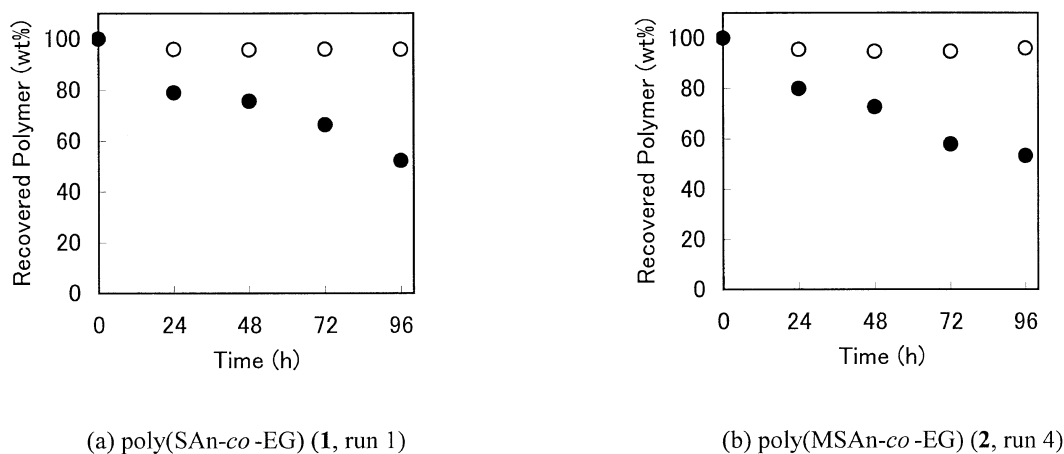 Recovered Polymer (wt%)
100
80
60
40
20
0
0 24 48 72 96
Time (h)
(a) poly(SAn-co -EG) (1, run 1)
Recovered Polymer (wt%)
100
80
60
40
20
0
0 24 48 72 96
Time (h)
(b) poly(MSAn-co -EG) (2, run 4)